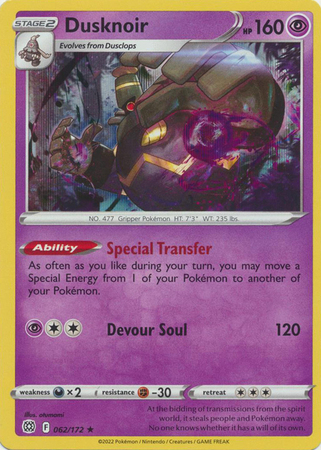 STAGE2 Dusknoir HP 160
Evolves from Dusclops
NO. 477 Gripper Pokémon HT: 7'3" WT: 235 lbs.
Ability Special Transfer
As often as you like during your turn, you may move a
Special Energy from 1 of your Pokémon to another of
your Pokémon.
Devour Soul 120
weakness ×2 resistance -30 retreat
Illus. otonomi
F 062/172 ★
At the bidding of transmissions from the spirit
world, it steals people and Pokémon away.
No one knows whether it has a will of its own.
©2022 Pokémon / Nintendo / Creatures / GAME FREAK